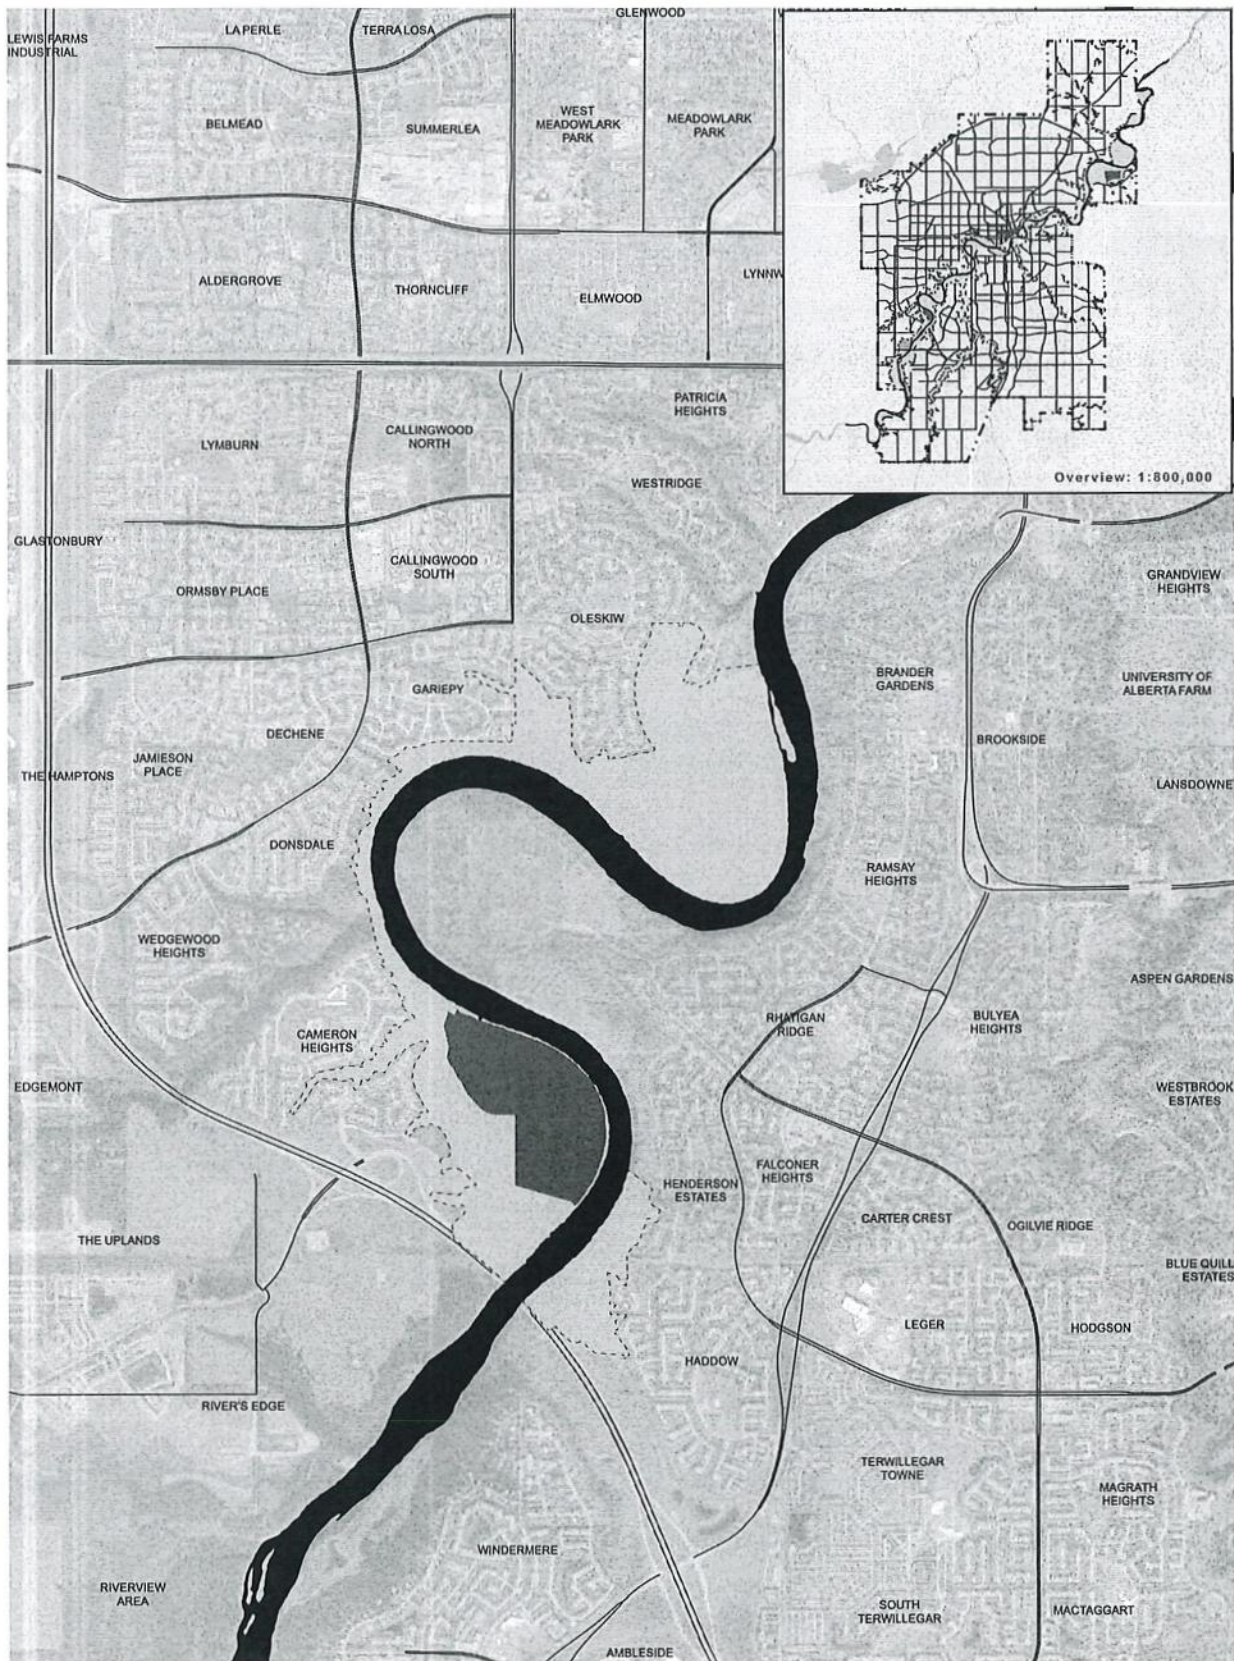 GLENWOOD
LA PERLE
TERRA LOSA
LEWIS FARMS
INDUSTRIAL
WEST
MEADOWLARK
PARK
MEADOWLARK
PARK
BELMEAD
SUMMERLEA
ALDERGROVE
THORNCLIFF
ELMWOOD
LYNNW
Overview: 1:800,000
PATRICIA
HEIGHTS
LYMBURN
CALLINGWOOD
NORTH
WESTRIDGE
GLASTONBURY
CALLINGWOOD
SOUTH
ORMSBY PLACE
GRANDVIEW
HEIGHTS
OLESKIW
BRANDER
GARDENS
UNIVERSITY OF
ALBERTA FARM
GARIEPY
DECHENE
BROOKSIDE
JAMIESON
PLACE
THE HAMPTONS
LANSDOWNE
DONSDALE
RAMSAY
HEIGHTS
WEDGEWOOD
HEIGHTS
ASPEN GARDENS
CAMERON
HEIGHTS
RHATIGAN
RIDGE
BULYEA
HEIGHTS
EDGEMONT
WESTBROOK
ESTATES
HENDERSON
ESTATES
FALCONER
HEIGHTS
CARTER CREST
OGILVIE RIDGE
THE UPLANDS
BLUE QUILL
ESTATES
LEGER
HODGSON
HADDOW
RIVER'S EDGE
TERWILLEGAR
TOWNE
MAGRATH
HEIGHTS
WINDERMERE
RIVERVIEW
AREA
SOUTH
TERWILLEGAR
MACTAGGART
AMBLESIDE